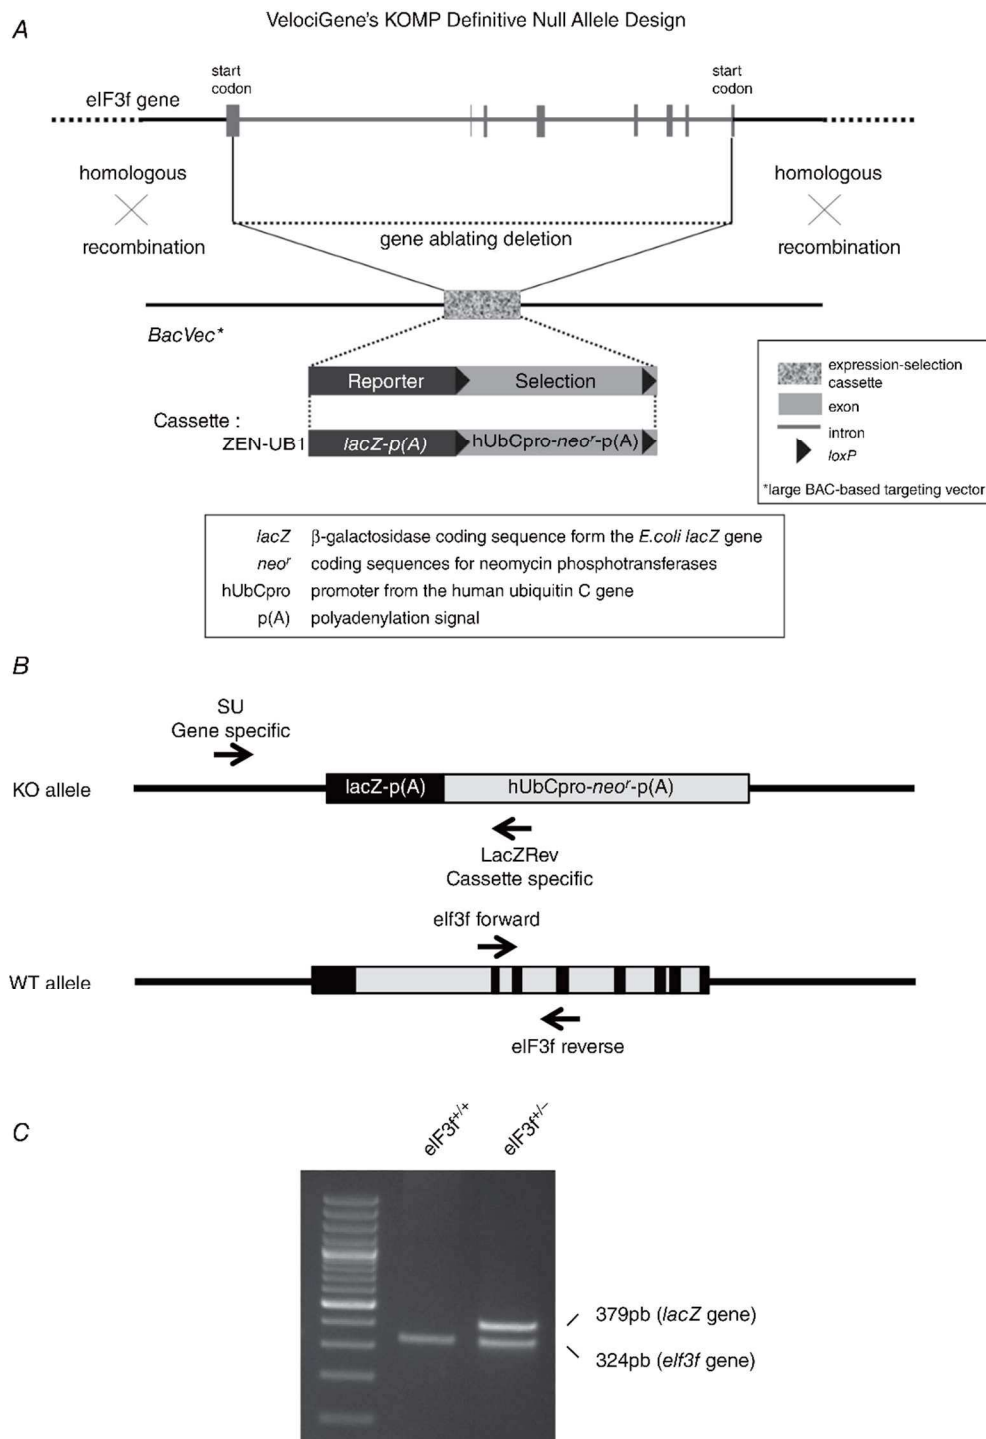 A
VelociGene's KOMP Definitive Null Allele Design
start
codon
start
codon
eIF3f gene
homologous
recombination
homologous
recombination
gene ablating deletion
BacVec*
Reporter
Selection
Cassette :
ZEN-UB1
lacZ-p(A)
hUbCpro-neoʳ-p(A)
expression-selection
cassette
exon
intron
loxP
*large BAC-based targeting vector
lacZ β-galactosidase coding sequence form the E.coli lacZ gene
neoʳ coding sequences for neomycin phosphotransferases
hUbCpro promoter from the human ubiquitin C gene
p(A) polyadenylation signal
B
SU
Gene specific
KO allele
lacZ-p(A)
hUbCpro-neoʳ-p(A)
LacZRev
Cassette specific
eIf3f forward
WT allele
eIF3f reverse
C
eIF3f+/+
eIF3f+/–
379pb (lacZ gene)
324pb (eIf3f gene)